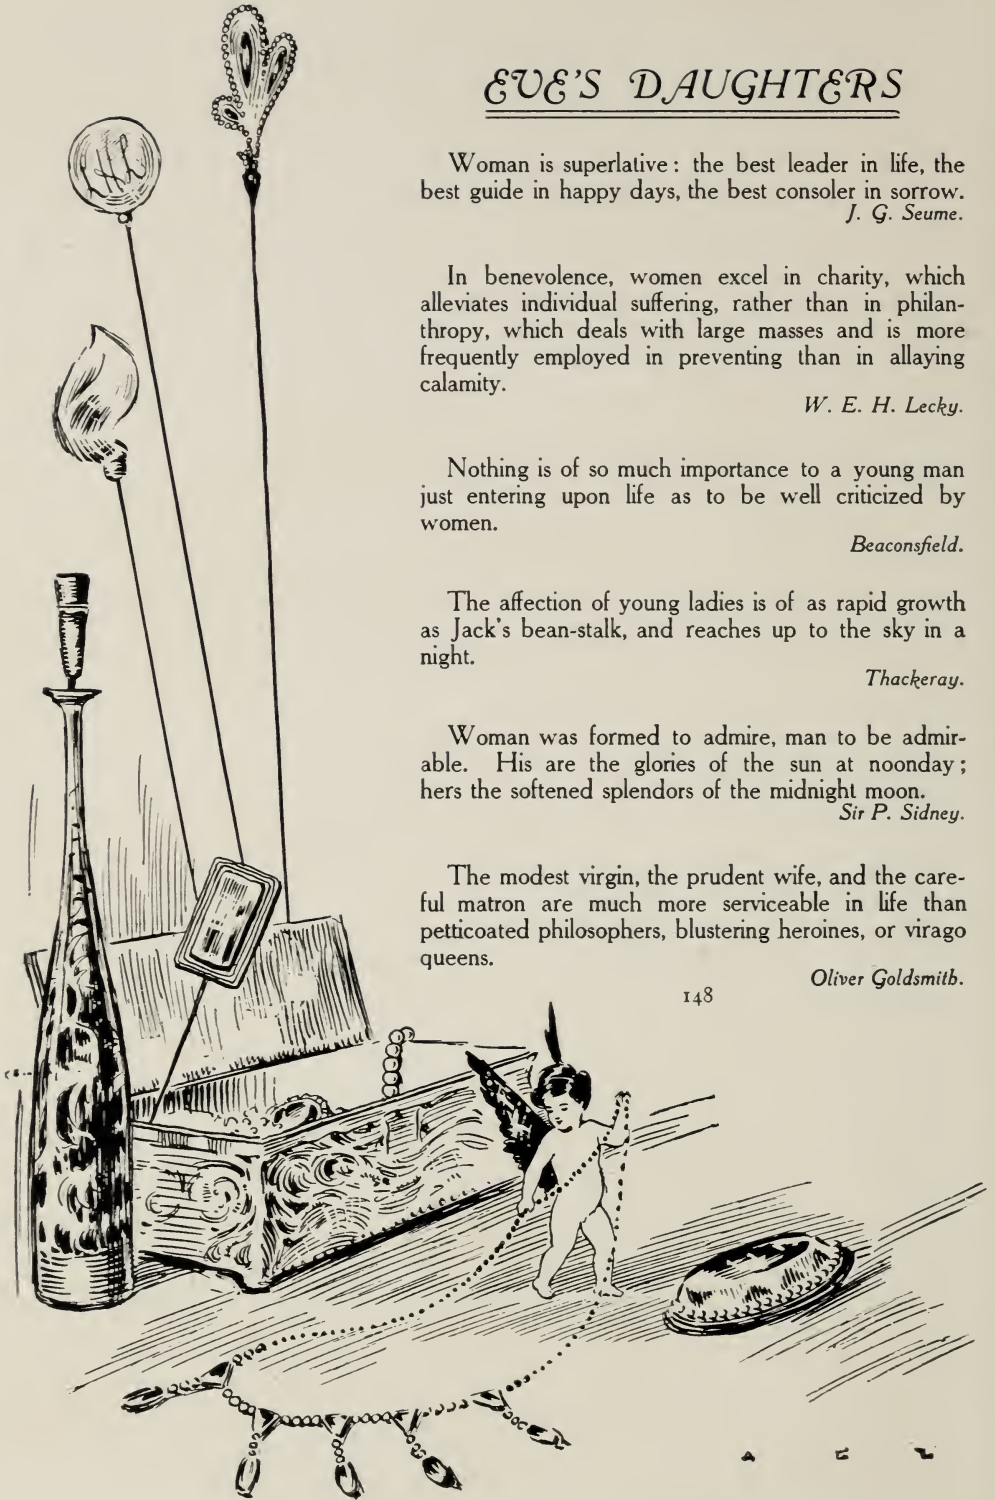 EVE'S DAUGHTERS
Woman is superlative: the best leader in life, the
best guide in happy days, the best consoler in sorrow.
J. G. Seume.
In benevolence, women excel in charity, which
alleviates individual suffering, rather than in philan-
thropy, which deals with large masses and is more
frequently employed in preventing than in allaying
calamity.
W. E. H. Lecky.
Nothing is of so much importance to a young man
just entering upon life as to be well criticized by
women.
Beaconsfield.
The affection of young ladies is of as rapid growth
as Jack's bean-stalk, and reaches up to the sky in a
night.
Thackeray.
Woman was formed to admire, man to be admir-
able. His are the glories of the sun at noonday;
hers the softened splendors of the midnight moon.
Sir P. Sidney.
The modest virgin, the prudent wife, and the care-
ful matron are much more serviceable in life than
petticoated philosophers, blustering heroines, or virago
queens.
Oliver Goldsmith.
148